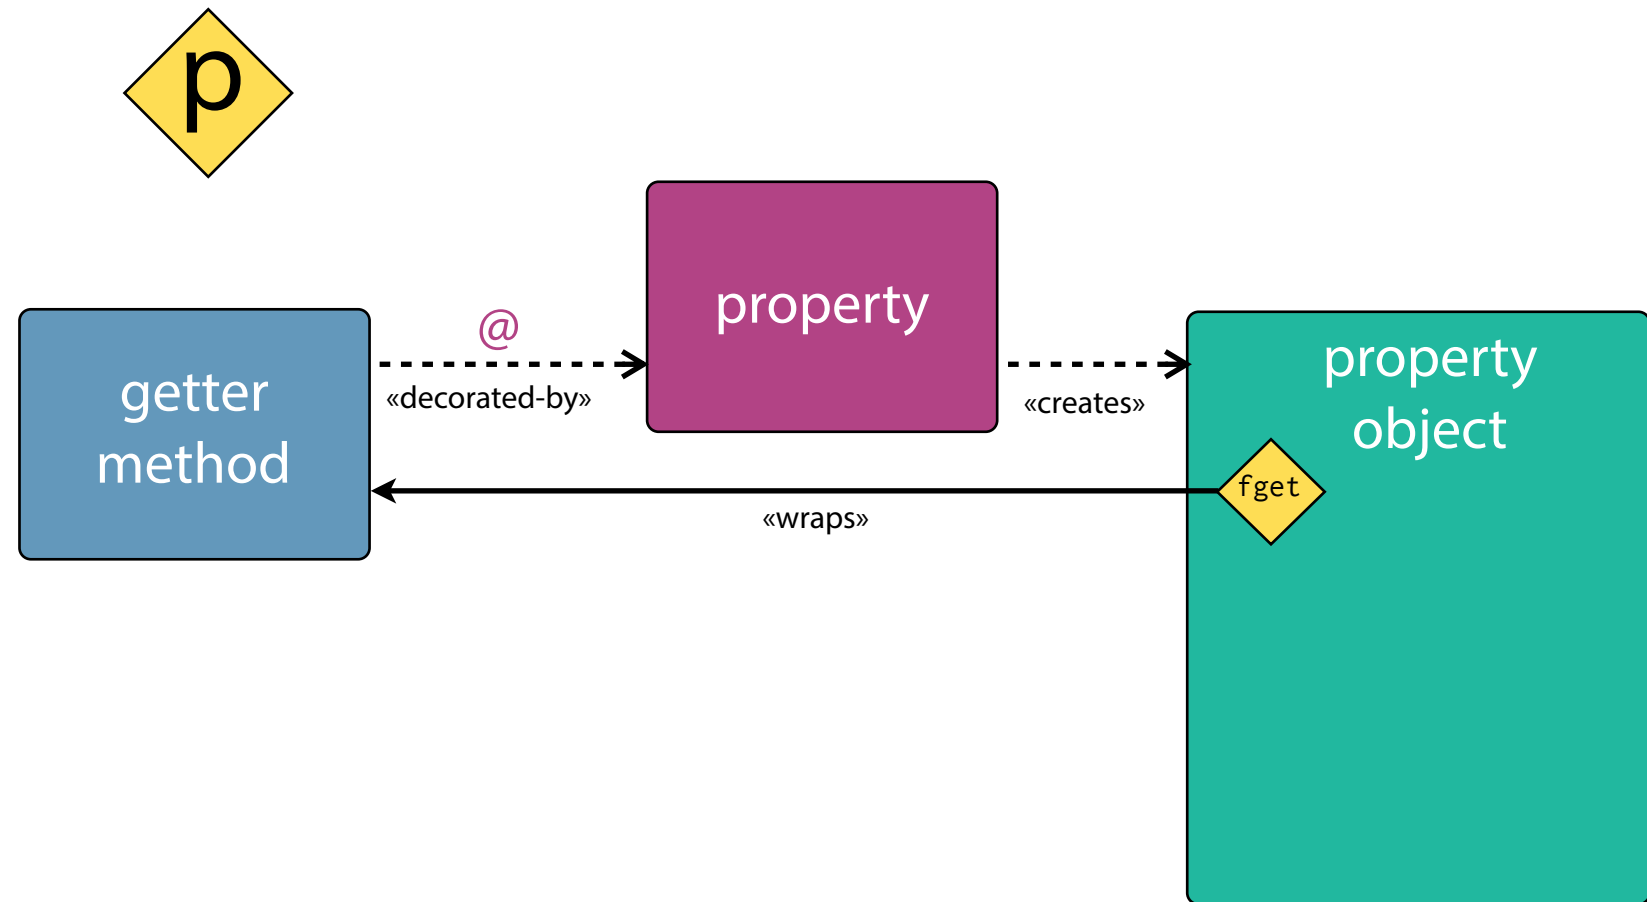 p
getter
method
@
«decorated-by»
property
«creates»
property
object
fget
«wraps»